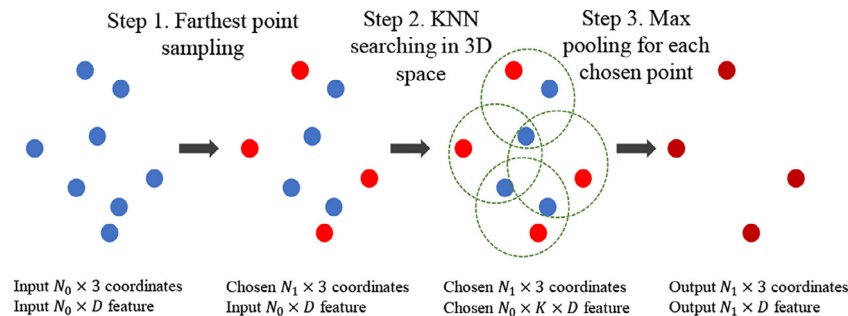 Step 1. Farthest point
sampling
Step 2. KNN
searching in 3D
space
Step 3. Max
pooling for each
chosen point
Input N₀ × 3 coordinates
Input N₀ × D feature
Chosen N₁ × 3 coordinates
Input N₀ × D feature
Chosen N₁ × 3 coordinates
Chosen N₀ × K × D feature
Output N₁ × 3 coordinates
Output N₁ × D feature